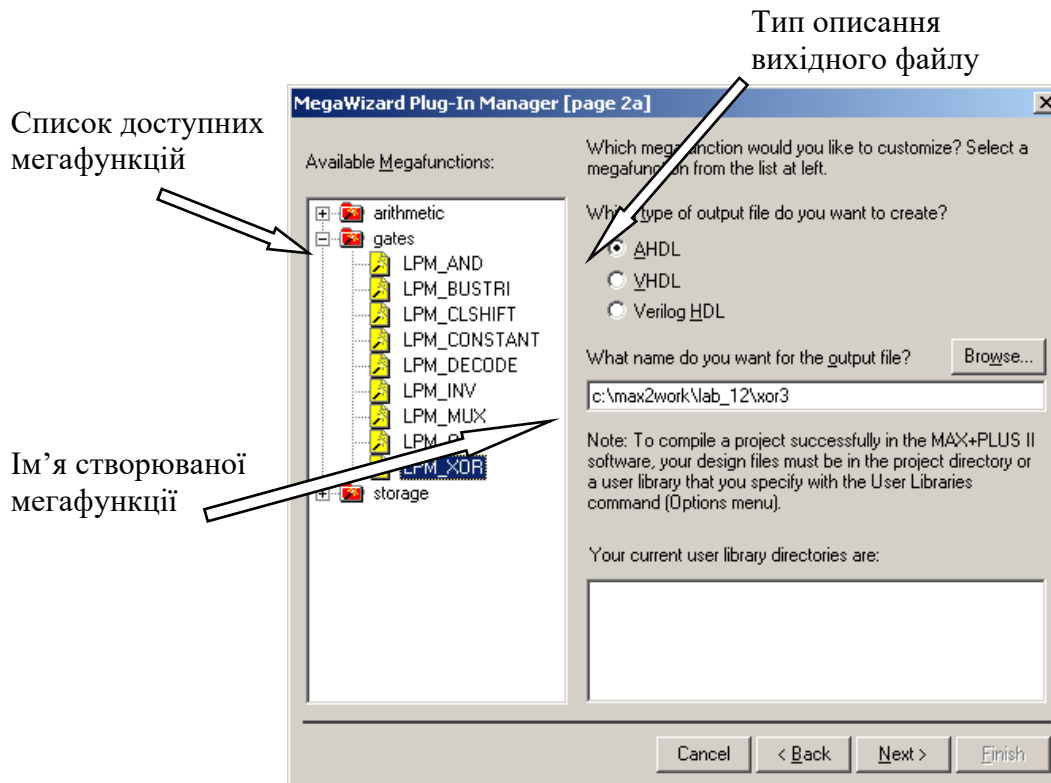 Тип описання
вихідного файлу
Список доступних
мегафункцій
Ім’я створюваної
мегафункції
MegaWizard Plug-In Manager [page 2a]
Available Megafunctions:
arithmetic
gates
LPM_AND
LPM_BUSTRI
LPM_CLSHIFT
LPM_CONSTANT
LPM_DECODE
LPM_INV
LPM_MUX
LPM_XOR
storage
Which megafunction would you like to customize? Select a
megafunction from the list at left.
Which type of output file do you want to create?
AHDL
VHDL
Verilog HDL
What name do you want for the output file?
Browse...
c:\max2work\lab_12\xor3
Note: To compile a project successfully in the MAX+PLUS II
software, your design files must be in the project directory or
a user library that you specify with the User Libraries
command (Options menu).
Your current user library directories are:
Cancel
< Back
Next >
Finish